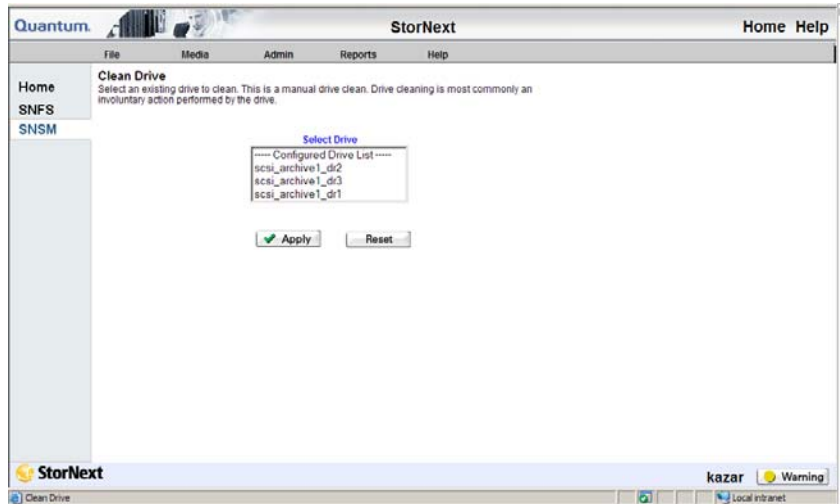 Quantum.
StorNext
Home Help
File Media Admin Reports Help
Home
SNFS
SNSM
Clean Drive
Select an existing drive to clean. This is a manual drive clean. Drive cleaning is most commonly an
involuntary action performed by the drive.
Select Drive
----- Configured Drive List -----
scsi_archive1_dr2
scsi_archive1_dr3
scsi_archive1_dr1
Apply Reset
StorNext
kazar Warning
Clean Drive
Local intranet